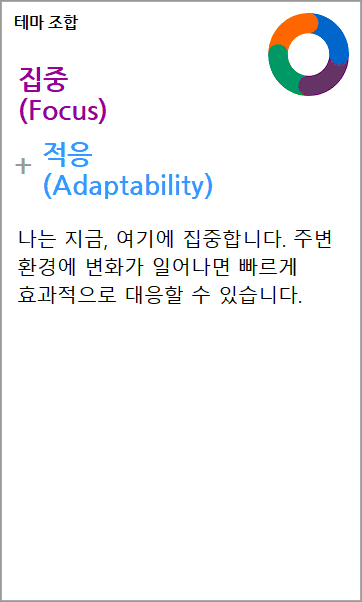 테마 조합
집중
(Focus)
+ 적응
(Adaptability)
나는 지금, 여기에 집중합니다. 주변
환경에 변화가 일어나면 빠르게
효과적으로 대응할 수 있습니다.